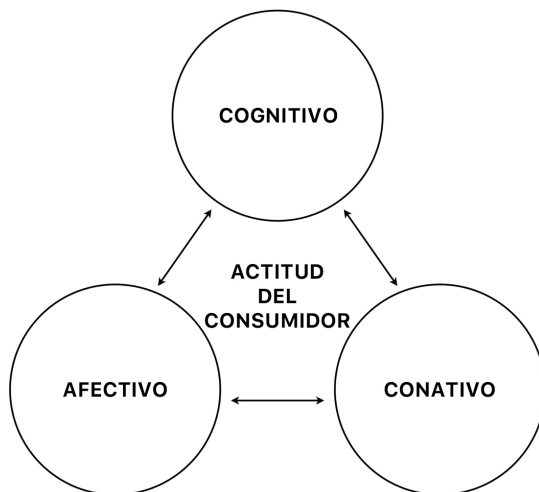 COGNITIVO
ACTITUD
DEL
CONSUMIDOR
AFECTIVO
CONATIVO